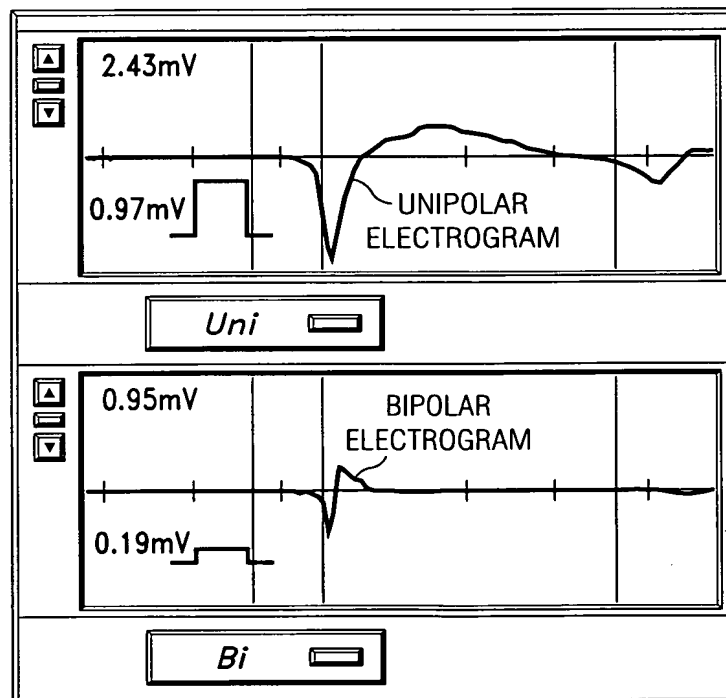 2.43mV
0.97mV
UNIPOLAR
ELECTROGRAM
Uni
0.95mV
BIPOLAR
ELECTROGRAM
0.19mV
Bi